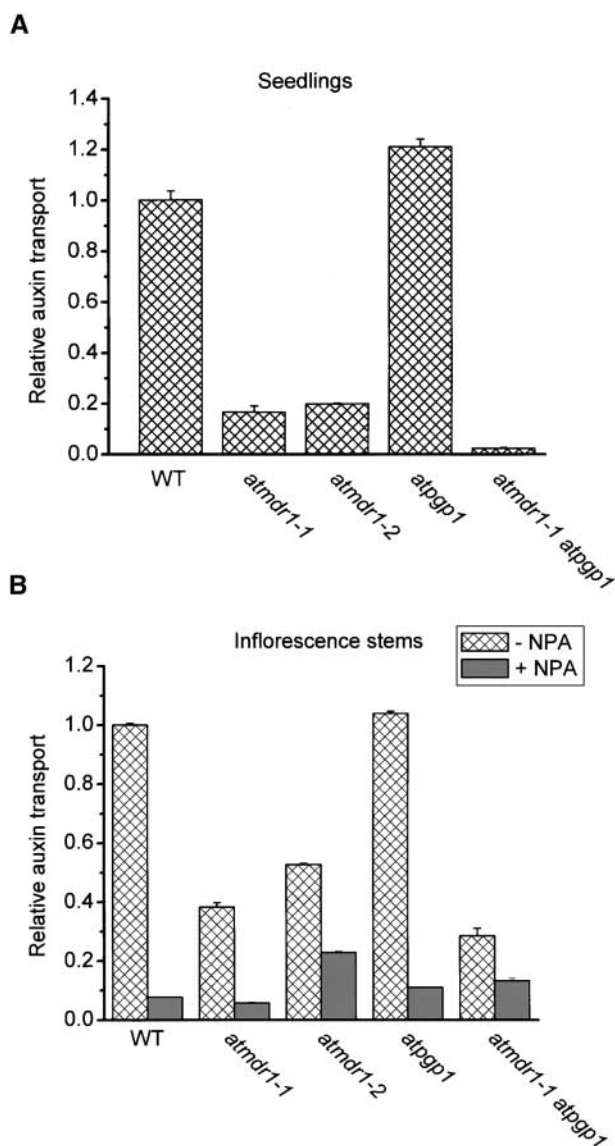 A
Seedlings
Relative auxin transport
1.4
1.2
1.0
0.8
0.6
0.4
0.2
0.0
WT
atmdr1-1
atmdr1-2
atpgp1
atmdr1-1 atpgp1
B
Inflorescence stems
- NPA
+ NPA
Relative auxin transport
1.2
1.0
0.8
0.6
0.4
0.2
0.0
WT
atmdr1-1
atmdr1-2
atpgp1
atmdr1-1 atpgp1